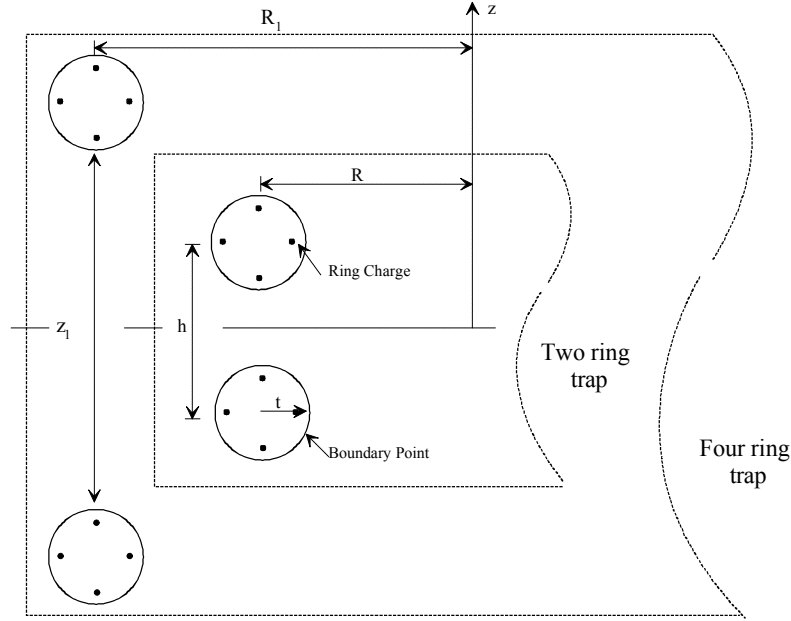 R1
z
R
Ring Charge
z1
h
Two ring
trap
t
Boundary Point
Four ring
trap